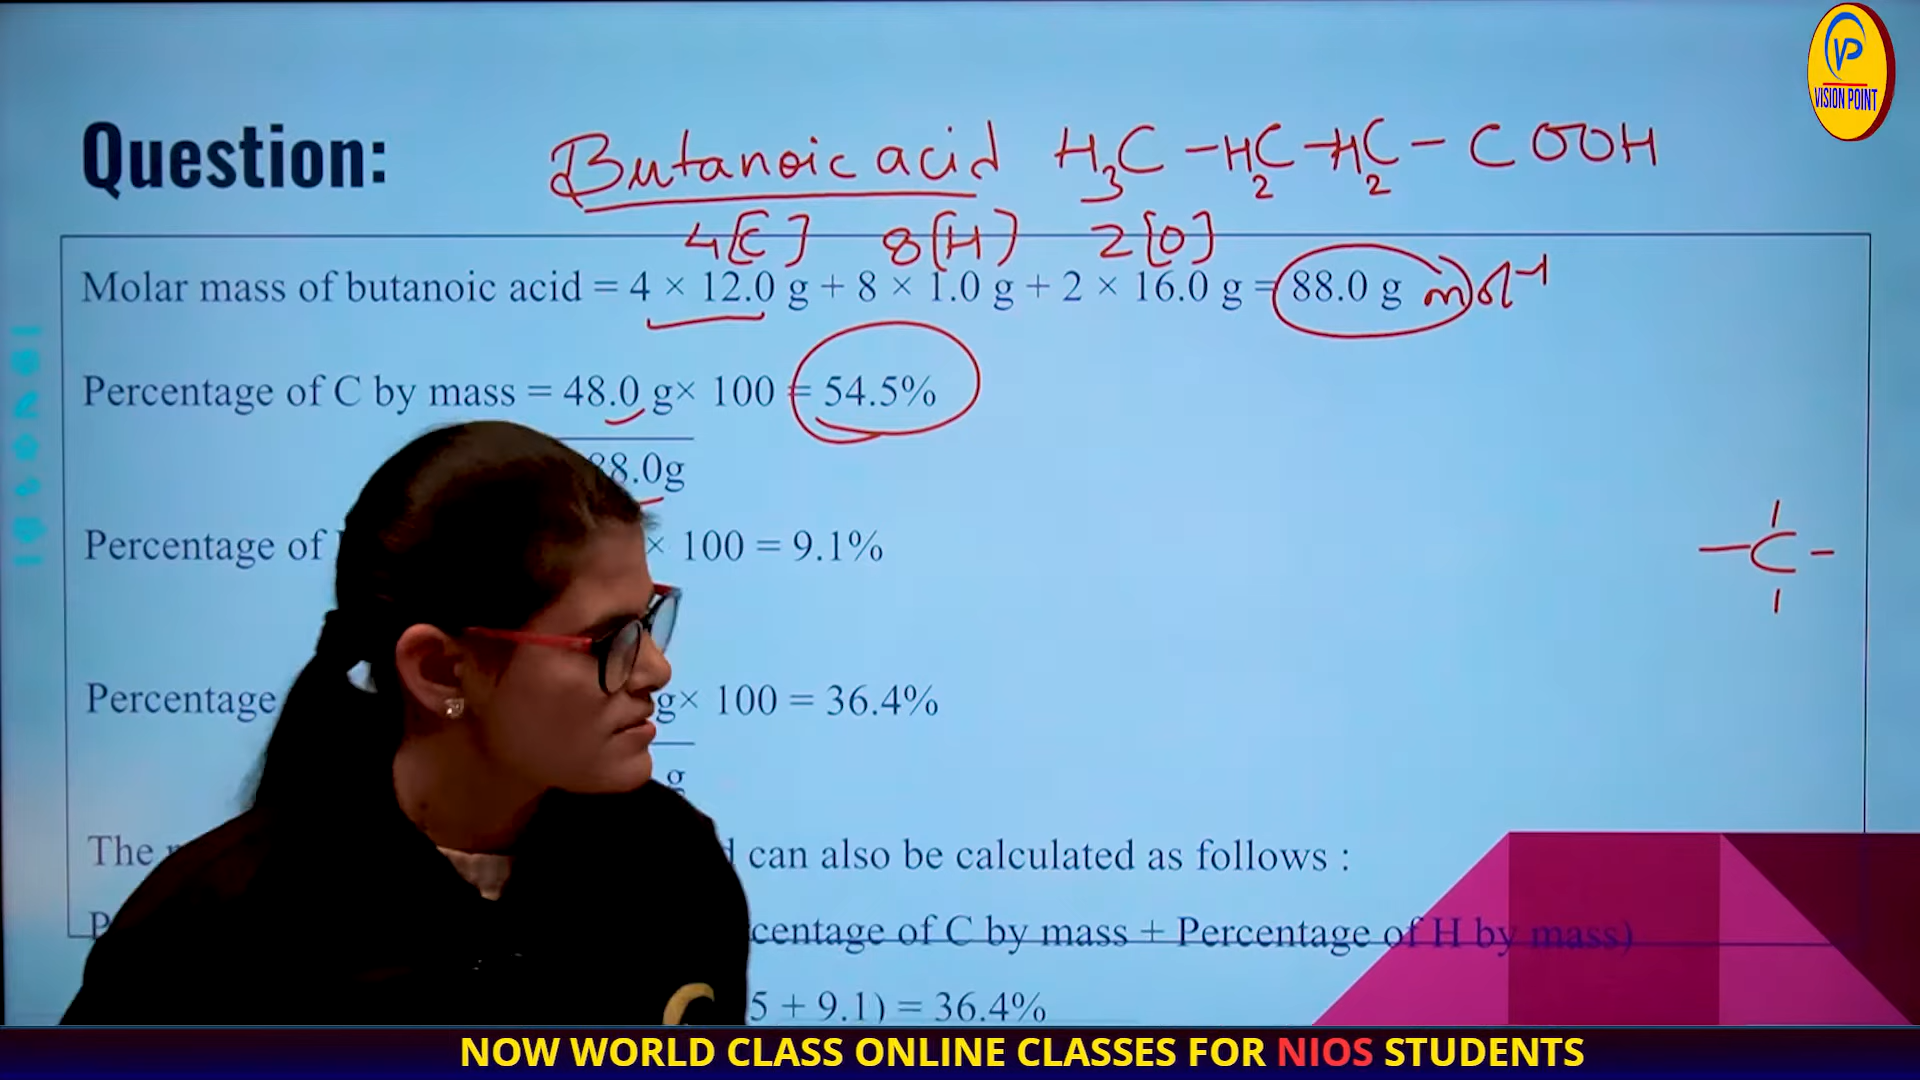 VP
VISION POINT
Question:
Butanoic acid H₃C - H₂C - H₂C - COOH
4[C] 8[H] 2[O]
Molar mass of butanoic acid = 4 × 12.0 g + 8 × 1.0 g + 2 × 16.0 g = 88.0 g mol⁻¹
Percentage of C by mass = 48.0 g× 100 = 54.5%
88.0g
Percentage of × 100 = 9.1%
C
Percentage g× 100 = 36.4%
g
The can also be calculated as follows :
centage of C by mass + Percentage of H by mass)
5 + 9.1) = 36.4%
NOW WORLD CLASS ONLINE CLASSES FOR NIOS STUDENTS